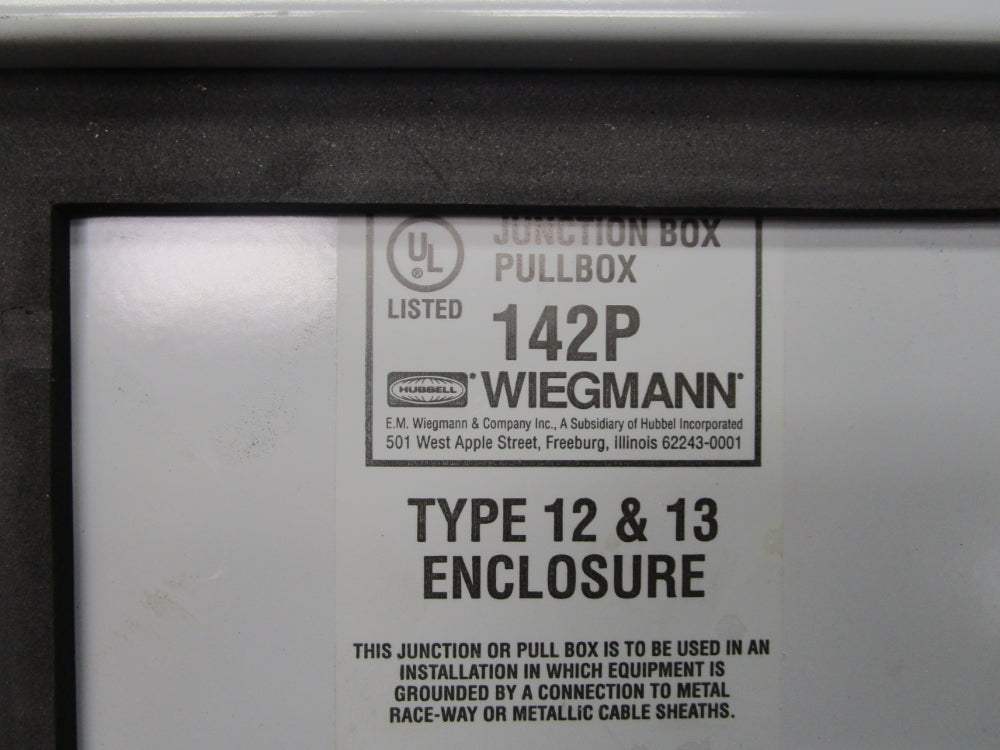 UL
®
LISTED
JUNCTION BOX
PULLBOX
142P
HUBBELL
WIEGMANN
E.M. Wiegmann & Company Inc., A Subsidiary of Hubbel Incorporated
501 West Apple Street, Freeburg, Illinois 62243-0001
TYPE 12 & 13
ENCLOSURE
THIS JUNCTION OR PULL BOX IS TO BE USED IN AN
INSTALLATION IN WHICH EQUIPMENT IS
GROUNDED BY A CONNECTION TO METAL
RACE-WAY OR METALLIC CABLE SHEATHS.